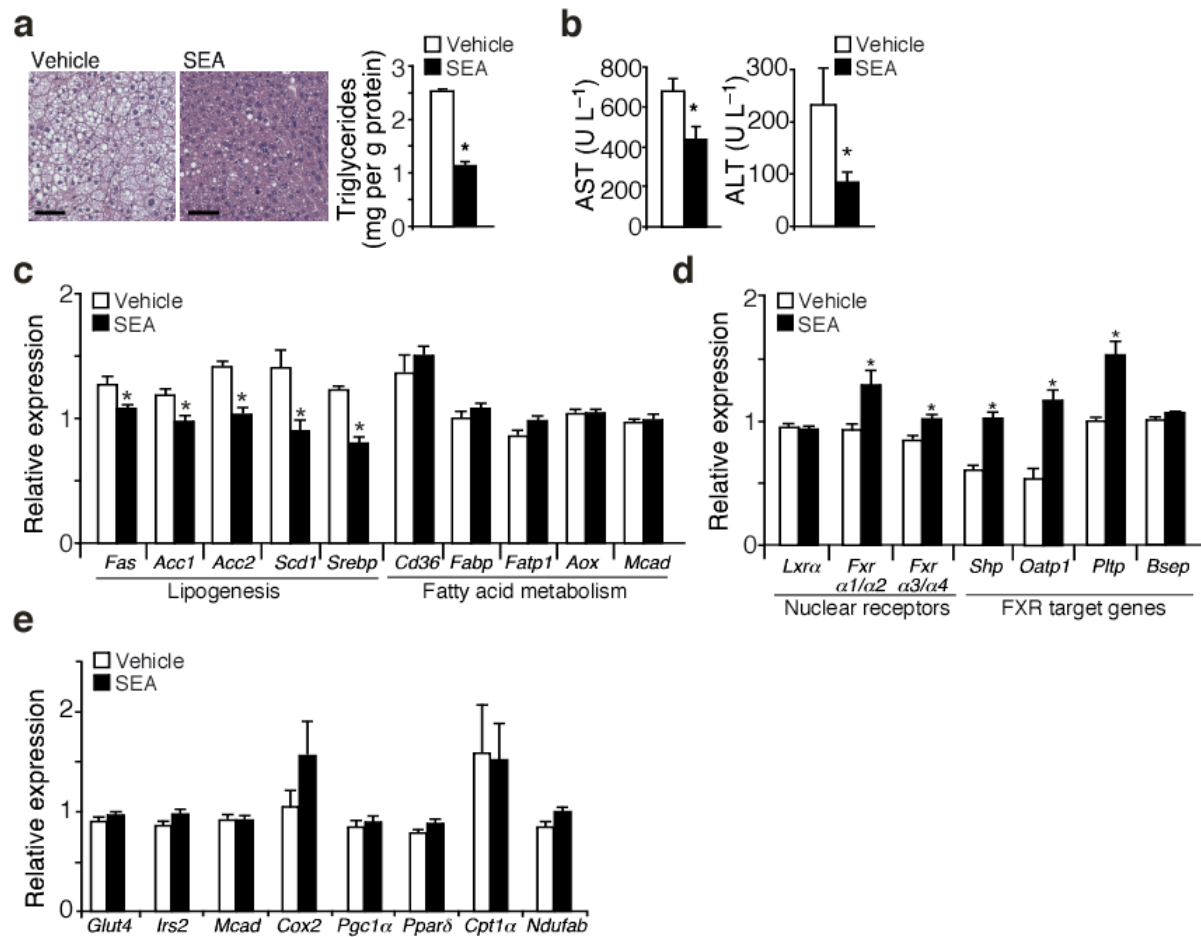 a
Vehicle
SEA
Triglycerides
(mg per g protein)
3
2
1
0
Vehicle
SEA
*
b
Vehicle
SEA
AST (U L⁻¹)
800
600
400
200
0
*
ALT (U L⁻¹)
300
200
100
0
*
c
Relative expression
2
1
0
Vehicle
SEA
* * * * *
Fas Acc1 Acc2 Scd1 Srebp Cd36 Fabp Fatp1 Aox Mcad
Lipogenesis Fatty acid metabolism
d
Relative expression
2
1
0
Vehicle
SEA
* * * * *
Lxrα Fxr Fxr Shp Oatp1 Pltp Bsep
α1/α2 α3/α4
Nuclear receptors FXR target genes
e
Relative expression
2
1
0
Vehicle
SEA
Glut4 Irs2 Mcad Cox2 Pgc1α Pparδ Cpt1α Ndufab